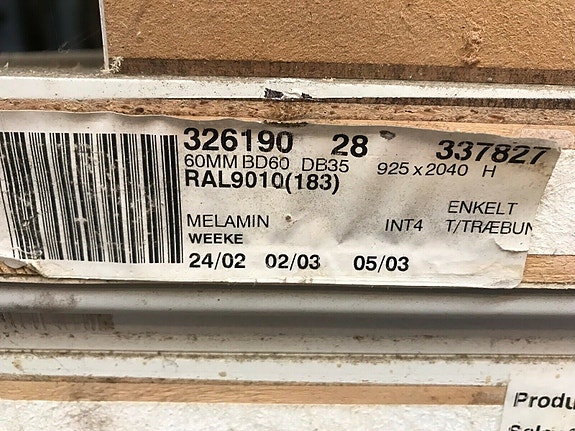 326190 28 337827
60MM BD60 DB35 925 x 2040 H
RAL9010(183)
ENKELT
MELAMIN INT4 T/TRÆBUN
WEEKE
24/02 02/03 05/03
Produ